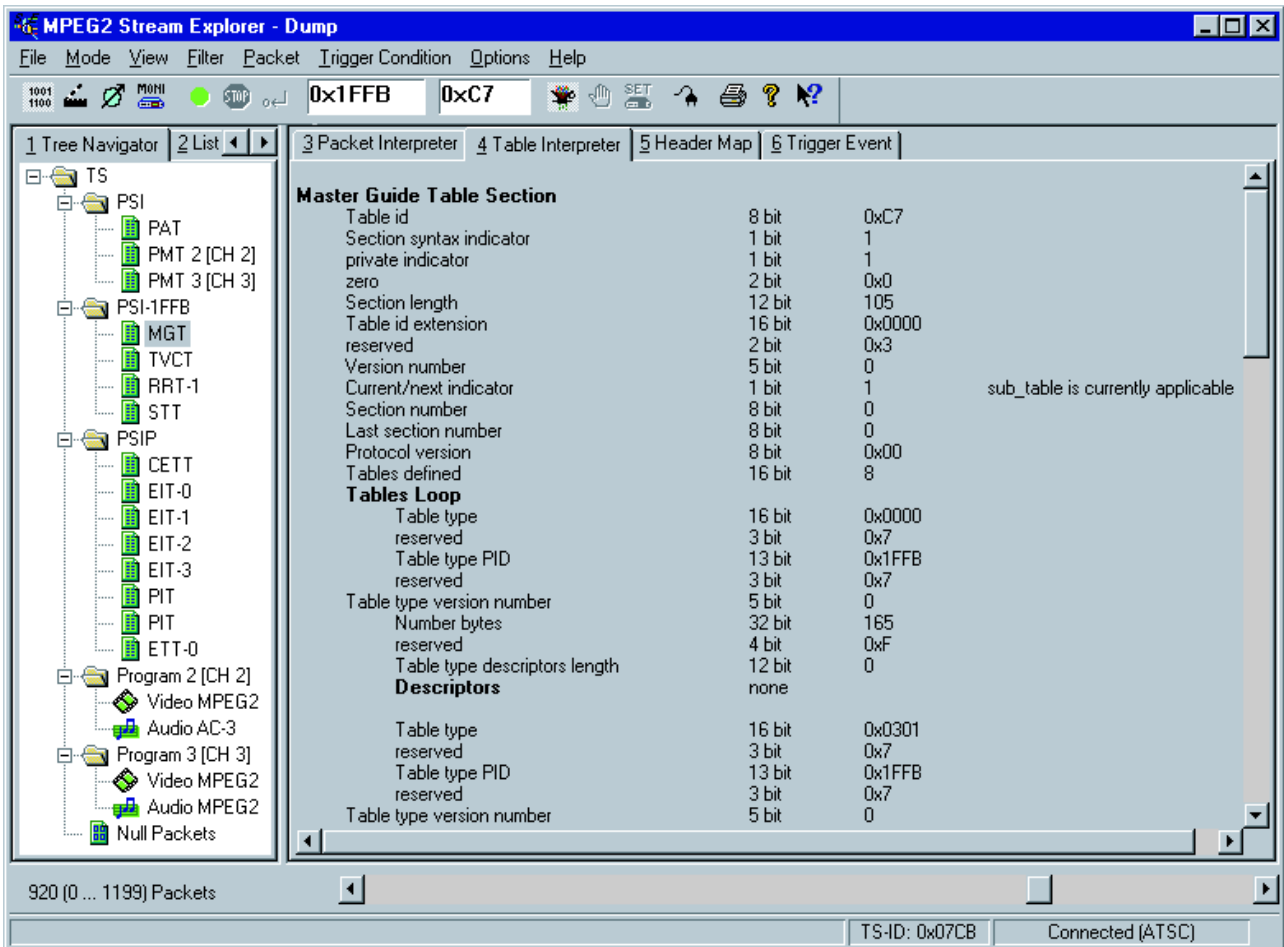 MPEG2 Stream Explorer - Dump
File Mode View Filter Packet Trigger Condition Options Help
1001 1100 MONI STOP 0x1FFB 0xC7 SET ? ?
1 Tree Navigator 2 List
TS
PSI
PAT
PMT 2 [CH 2]
PMT 3 [CH 3]
PSI-1FFB
MGT
TVCT
RRT-1
STT
PSIP
CETT
EIT-0
EIT-1
EIT-2
EIT-3
PIT
PIT
ETT-0
Program 2 [CH 2]
Video MPEG2
Audio AC-3
Program 3 [CH 3]
Video MPEG2
Audio MPEG2
Null Packets
3 Packet Interpreter 4 Table Interpreter 5 Header Map 6 Trigger Event
Master Guide Table Section
Table id 8 bit 0xC7
Section syntax indicator 1 bit 1
private indicator 1 bit 1
zero 2 bit 0x0
Section length 12 bit 105
Table id extension 16 bit 0x0000
reserved 2 bit 0x3
Version number 5 bit 0
Current/next indicator 1 bit 1 sub_table is currently applicable
Section number 8 bit 0
Last section number 8 bit 0
Protocol version 8 bit 0x00
Tables defined 16 bit 8
Tables Loop
Table type 16 bit 0x0000
reserved 3 bit 0x7
Table type PID 13 bit 0x1FFB
reserved 3 bit 0x7
Table type version number 5 bit 0
Number bytes 32 bit 165
reserved 4 bit 0xF
Table type descriptors length 12 bit 0
Descriptors none
Table type 16 bit 0x0301
reserved 3 bit 0x7
Table type PID 13 bit 0x1FFB
reserved 3 bit 0x7
Table type version number 5 bit 0
920 (0 ... 1199) Packets
TS-ID: 0x07CB Connected (ATSC)